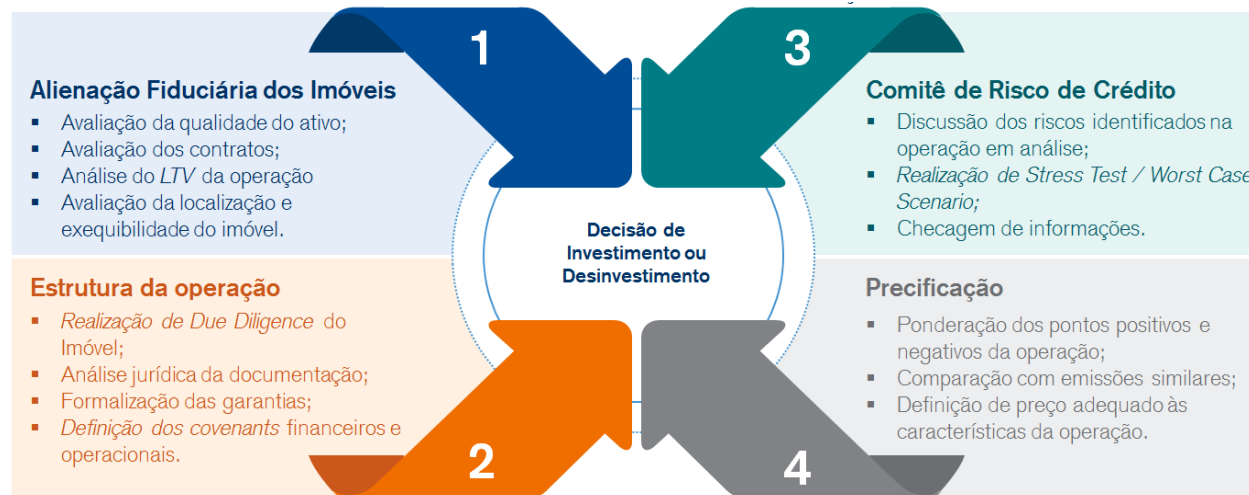 1
Alienação Fiduciária dos Imóveis
▪ Avaliação da qualidade do ativo;
▪ Avaliação dos contratos;
▪ Análise do LTV da operação
▪ Avaliação da localização e
exequibilidade do imóvel.
Estrutura da operação
▪ Realização de Due Diligence do
Imóvel;
▪ Análise jurídica da documentação;
▪ Formalização das garantias;
▪ Definição dos covenants financeiros e
operacionais.
2
Decisão de
Investimento ou
Desinvestimento
3
Comitê de Risco de Crédito
▪ Discussão dos riscos identificados na
operação em análise;
▪ Realização de Stress Test / Worst Case
Scenario;
▪ Checagem de informações.
Precificação
▪ Ponderação dos pontos positivos e
negativos da operação;
▪ Comparação com emissões similares;
▪ Definição de preço adequado às
características da operação.
4